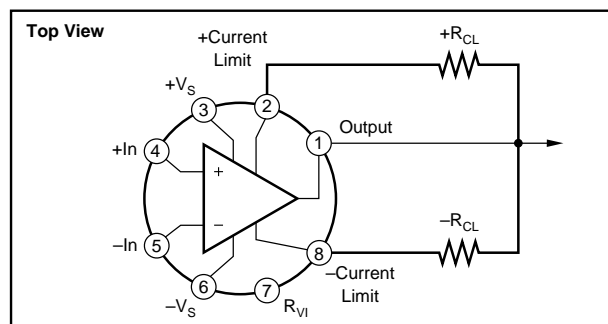 Top View
+Current
Limit
+R_CL
+V_S
3
2
Output
1
4
+In
+
–
–In
5
–R_CL
8
–Current
Limit
6
7
–V_S
R_VI